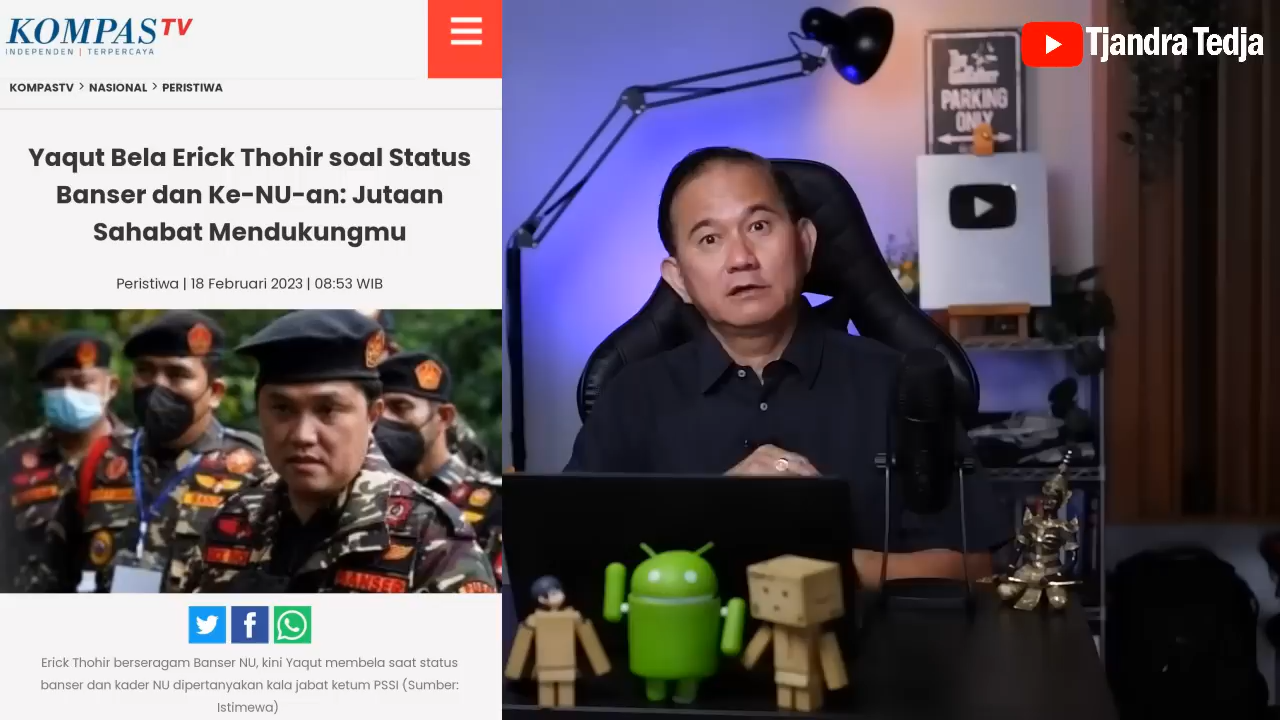 KOMPASTV
INDEPENDEN | TERPERCAYA
KOMPASTV > NASIONAL > PERISTIWA
Yaqut Bela Erick Thohir soal Status
Banser dan Ke-NU-an: Jutaan
Sahabat Mendukungmu
Peristiwa | 18 Februari 2023 | 08:53 WIB
BANSER
Erick Thohir berseragam Banser NU, kini Yaqut membela saat status
banser dan kader NU dipertanyakan kala jabat ketum PSSI (Sumber:
Istimewa)
Tjandra Tedja
The
Godfather
PARKING
ONLY